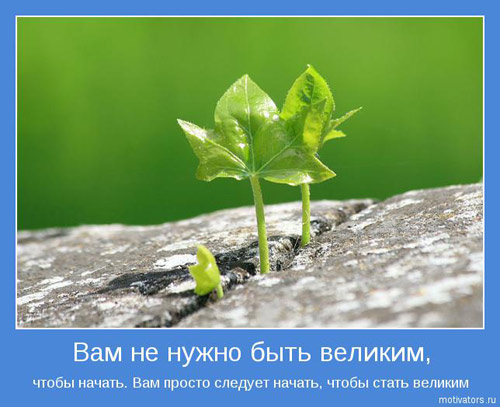 Вам не нужно быть великим,
чтобы начать. Вам просто следует начать, чтобы стать великим
motivators.ru